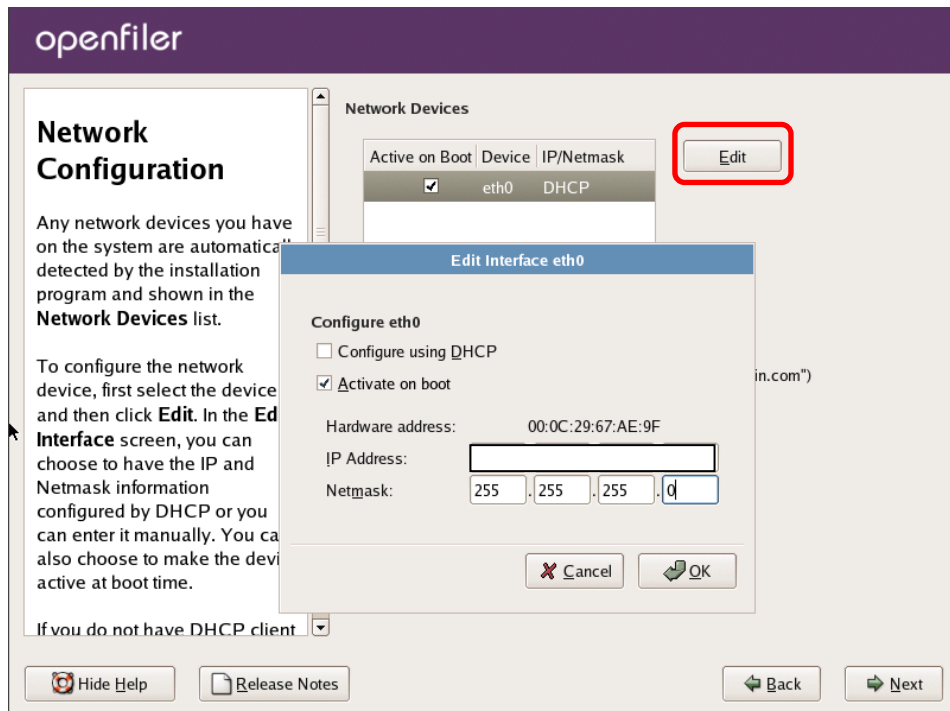 openfiler
Network
Configuration
Any network devices you have
on the system are automatical
detected by the installation
program and shown in the
Network Devices list.
To configure the network
device, first select the device
and then click Edit. In the Ed
Interface screen, you can
choose to have the IP and
Netmask information
configured by DHCP or you
can enter it manually. You ca
also choose to make the devi
active at boot time.
If you do not have DHCP client
Network Devices
Active on Boot Device IP/Netmask
eth0 DHCP
Edit
in.com")
Edit Interface eth0
Configure eth0
Configure using DHCP
Activate on boot
Hardware address: 00:0C:29:67:AE:9F
IP Address:
Netmask: 255 . 255 . 255 . 0
Cancel OK
Hide Help Release Notes Back Next